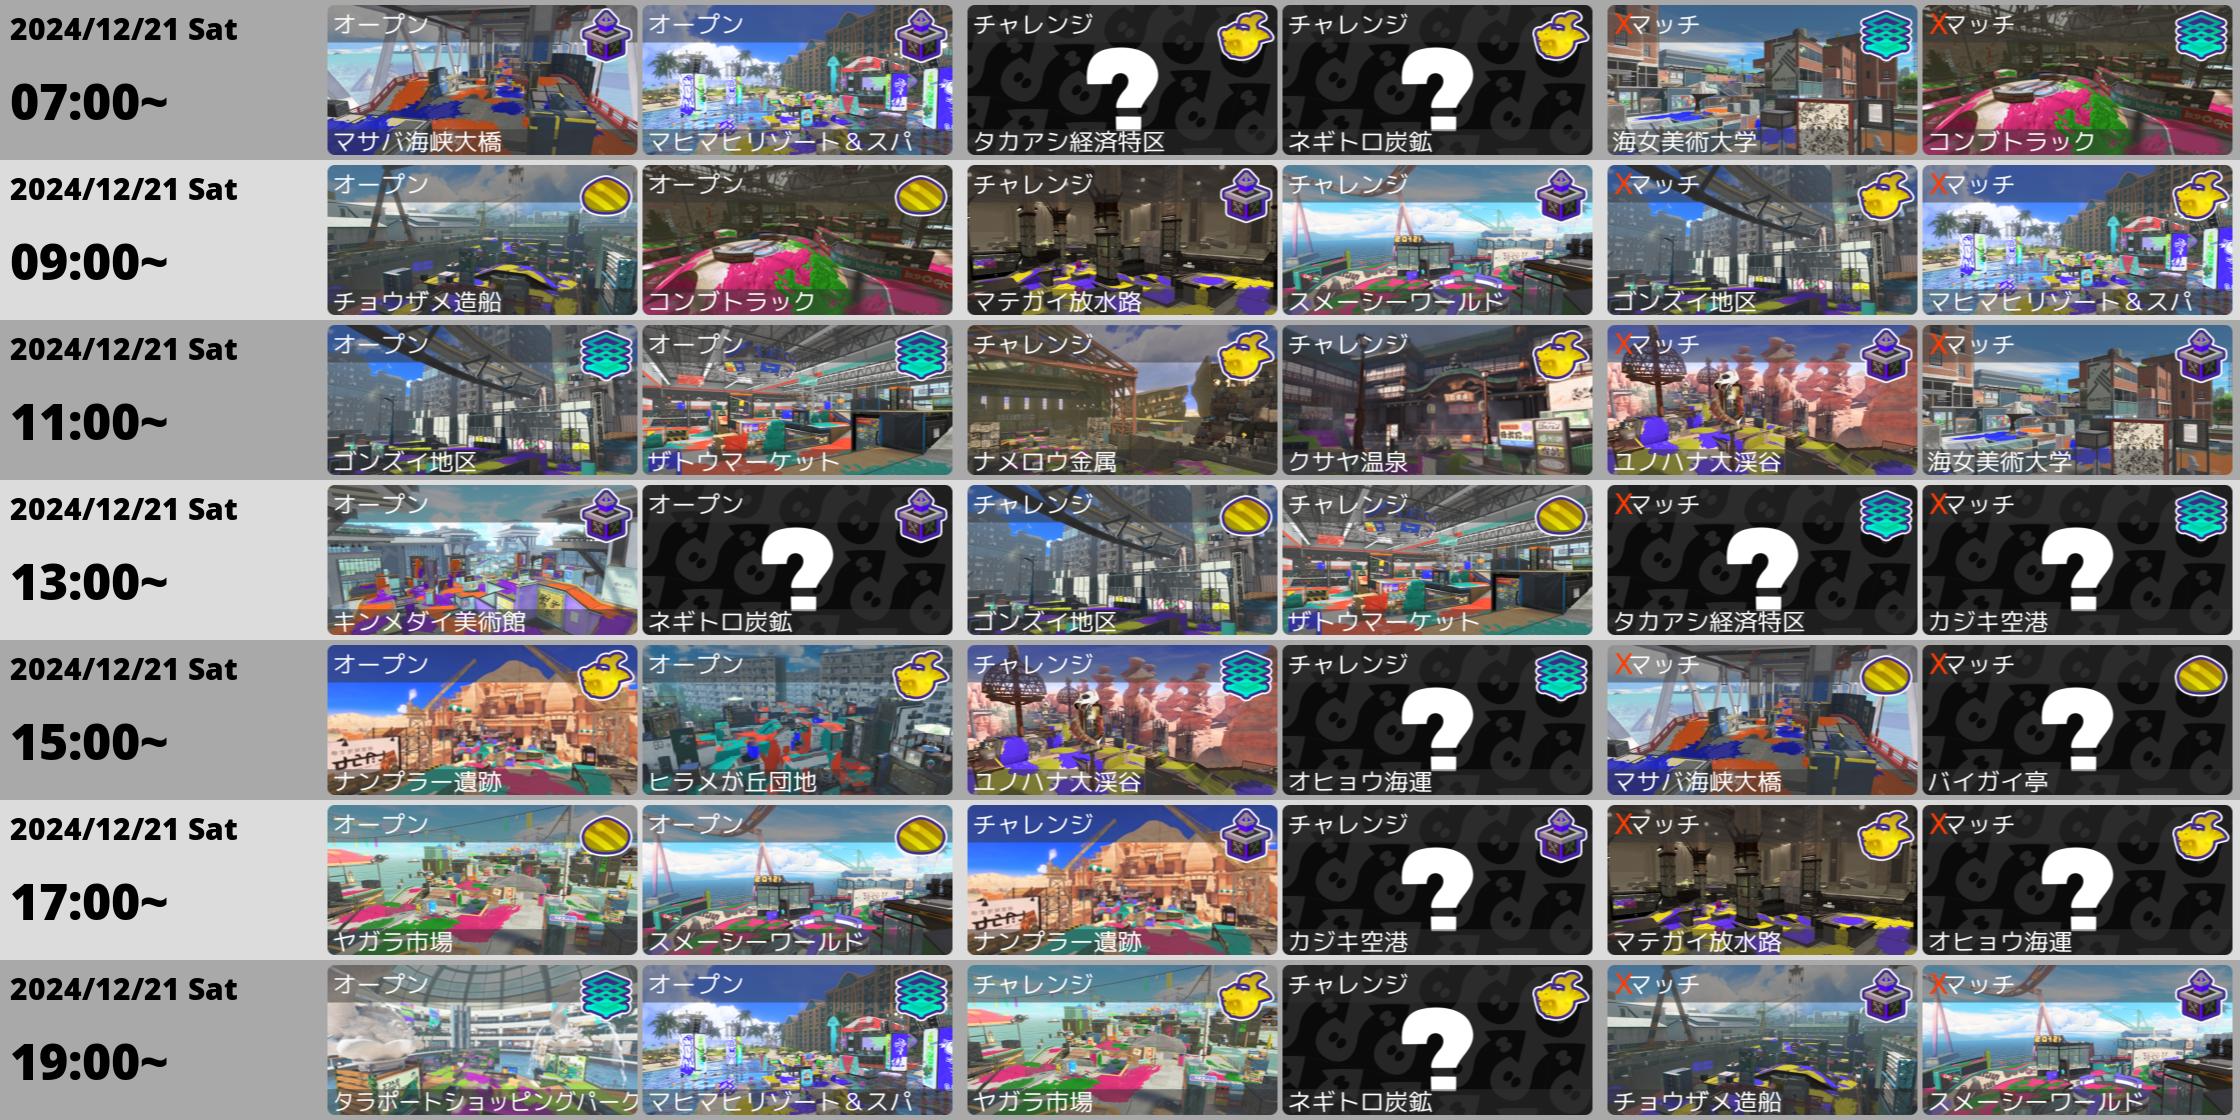 2024/12/21 Sat
07:00~
オープン
マサバ海峡大橋
オープン
マヒマヒリゾート＆スパ
チャレンジ
?
タカアシ経済特区
チャレンジ
?
ネギトロ炭鉱
Xマッチ
海女美術大学
Xマッチ
コンブトラック
2024/12/21 Sat
09:00~
オープン
チョウザメ造船
オープン
コンブトラック
チャレンジ
マテガイ放水路
チャレンジ
スメーシーワールド
Xマッチ
ゴンズイ地区
Xマッチ
マヒマヒリゾート＆スパ
2024/12/21 Sat
11:00~
オープン
ゴンズイ地区
オープン
ザトウマーケット
チャレンジ
ナメロウ金属
チャレンジ
クサヤ温泉
Xマッチ
ユノハナ大渓谷
Xマッチ
海女美術大学
2024/12/21 Sat
13:00~
オープン
キンメダイ美術館
オープン
?
ネギトロ炭鉱
チャレンジ
ゴンズイ地区
チャレンジ
ザトウマーケット
Xマッチ
?
タカアシ経済特区
Xマッチ
?
カジキ空港
2024/12/21 Sat
15:00~
オープン
ナンプラー遺跡
オープン
ヒラメが丘団地
チャレンジ
ユノハナ大渓谷
チャレンジ
?
オヒョウ海運
Xマッチ
マサバ海峡大橋
Xマッチ
?
バイガイ亭
2024/12/21 Sat
17:00~
オープン
ヤガラ市場
オープン
スメーシーワールド
チャレンジ
ナンプラー遺跡
チャレンジ
?
カジキ空港
Xマッチ
マテガイ放水路
Xマッチ
?
オヒョウ海運
2024/12/21 Sat
19:00~
オープン
タラポートショッピングパーク
オープン
マヒマヒリゾート＆スパ
チャレンジ
ヤガラ市場
チャレンジ
?
ネギトロ炭鉱
Xマッチ
チョウザメ造船
Xマッチ
スメーシーワールド